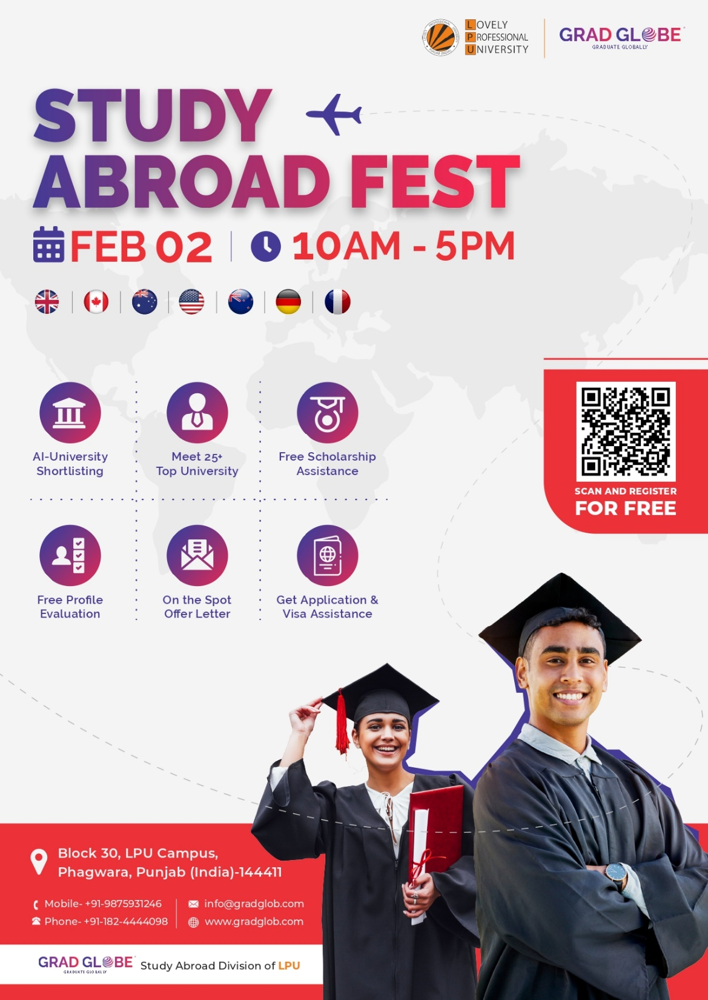 LOVELY
PROFESSIONAL
UNIVERSITY
GRAD GLOBE
GRADUATE GLOBALLY
STUDY
ABROAD FEST
FEB 02
10AM - 5PM
AI-University
Shortlisting
Meet 25+
Top University
Free Scholarship
Assistance
SCAN AND REGISTER
FOR FREE
Free Profile
Evaluation
On the Spot
Offer Letter
Get Application &
Visa Assistance
Block 30, LPU Campus,
Phagwara, Punjab (India)-144411
Mobile- +91-9875931246
info@gradglob.com
Phone- +91-182-4444098
www.gradglob.com
GRAD GLOBE
GRADUATE GLOBALLY
Study Abroad Division of LPU